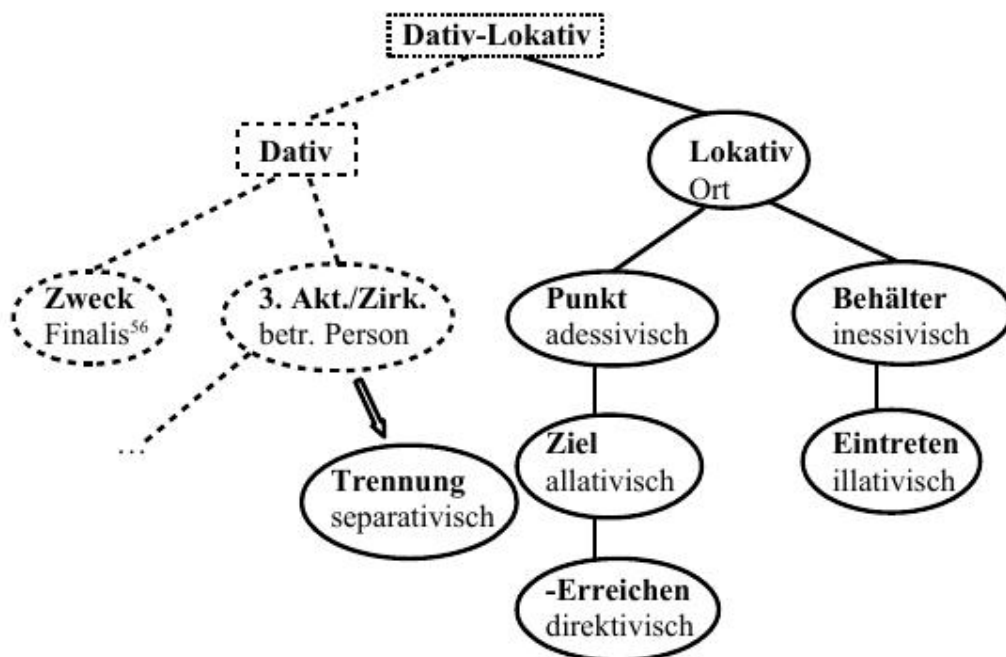 Dativ-Lokativ
Dativ
Lokativ
Ort
Zweck
Finalis⁵⁶
3. Akt./Zirk.
betr. Person
Punkt
adessivisch
Behälter
inessivisch
...
Trennung
separativisch
Ziel
allativisch
Eintreten
illativisch
-Erreichen
direktivisch